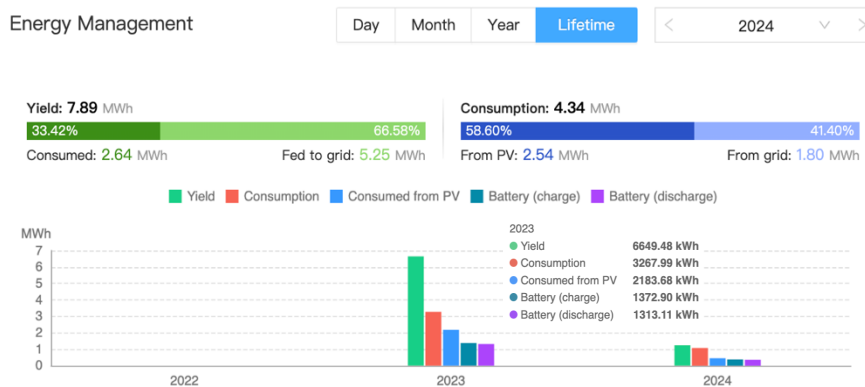 Energy Management
Day Month Year Lifetime 2024
Yield: 7.89 MWh
33.42% 66.58%
Consumed: 2.64 MWh Fed to grid: 5.25 MWh
Consumption: 4.34 MWh
58.60% 41.40%
From PV: 2.54 MWh From grid: 1.80 MWh
Yield Consumption Consumed from PV Battery (charge) Battery (discharge)
MWh
7
6
5
4
3
2
1
0
2023
Yield 6649.48 kWh
Consumption 3267.99 kWh
Consumed from PV 2183.68 kWh
Battery (charge) 1372.90 kWh
Battery (discharge) 1313.11 kWh
2022 2023 2024